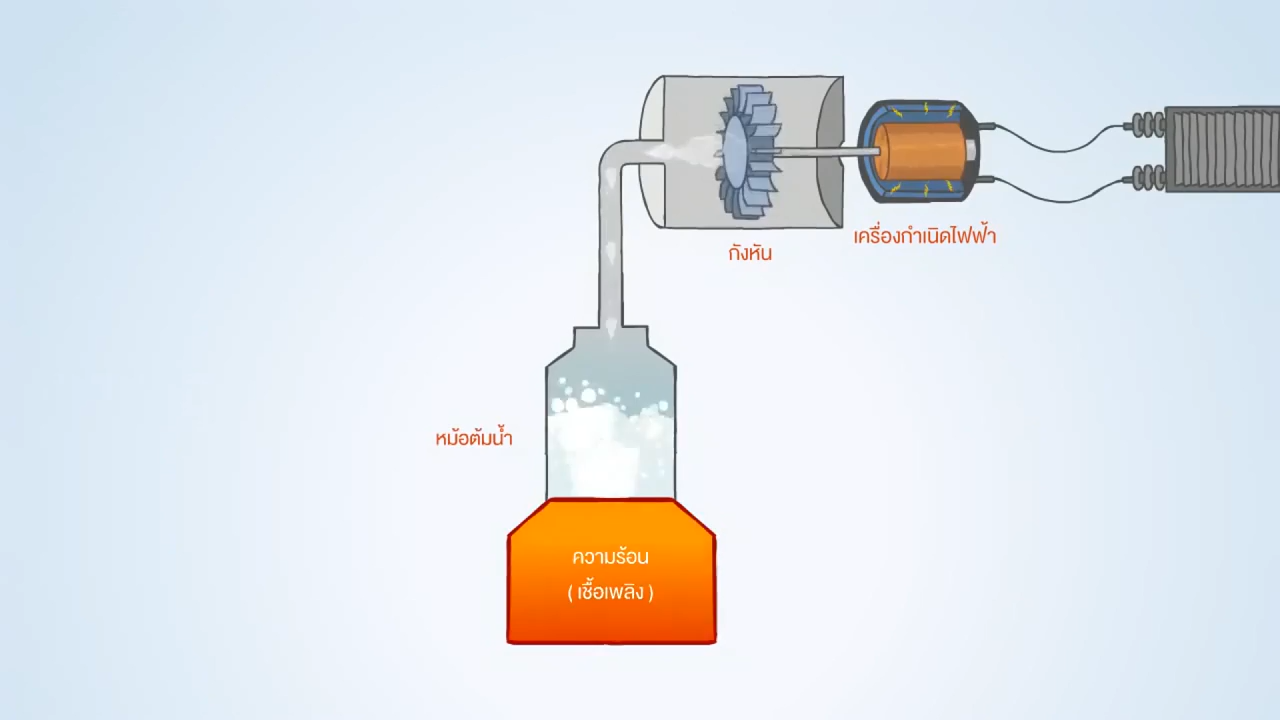 กังหัน
เครื่องกำเนิดไฟฟ้า
หม้อต้มน้ำ
ความร้อน
( เชื้อเพลิง )